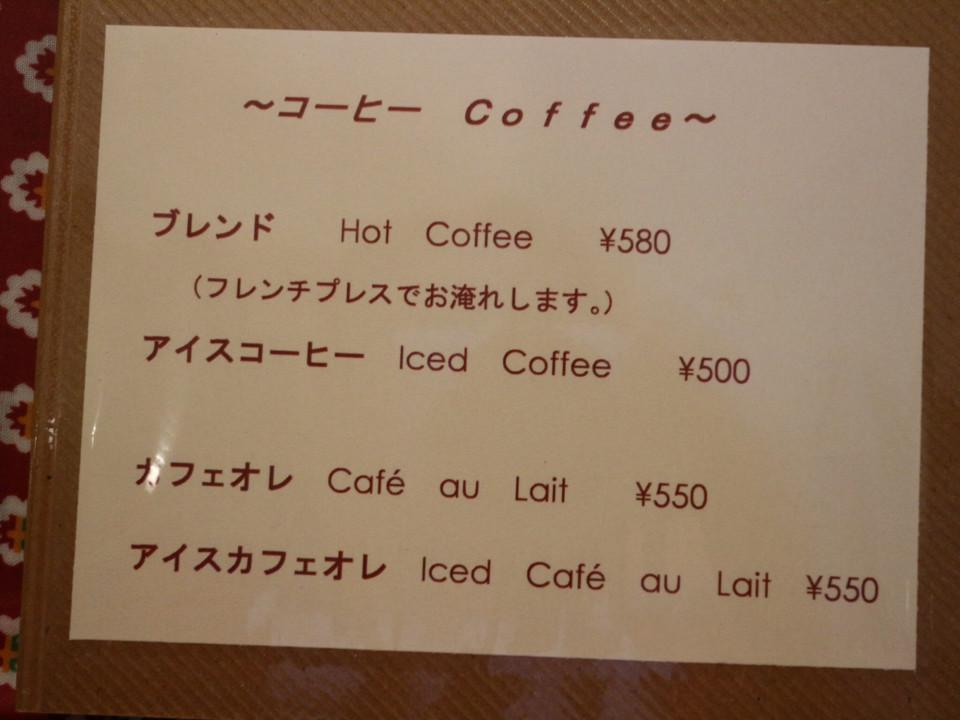 ～コーヒー Coffee～
ブレンド Hot Coffee ¥580
（フレンチプレスでお淹れします。）
アイスコーヒー Iced Coffee ¥500
カフェオレ Café au Lait ¥550
アイスカフェオレ Iced Café au Lait ¥550